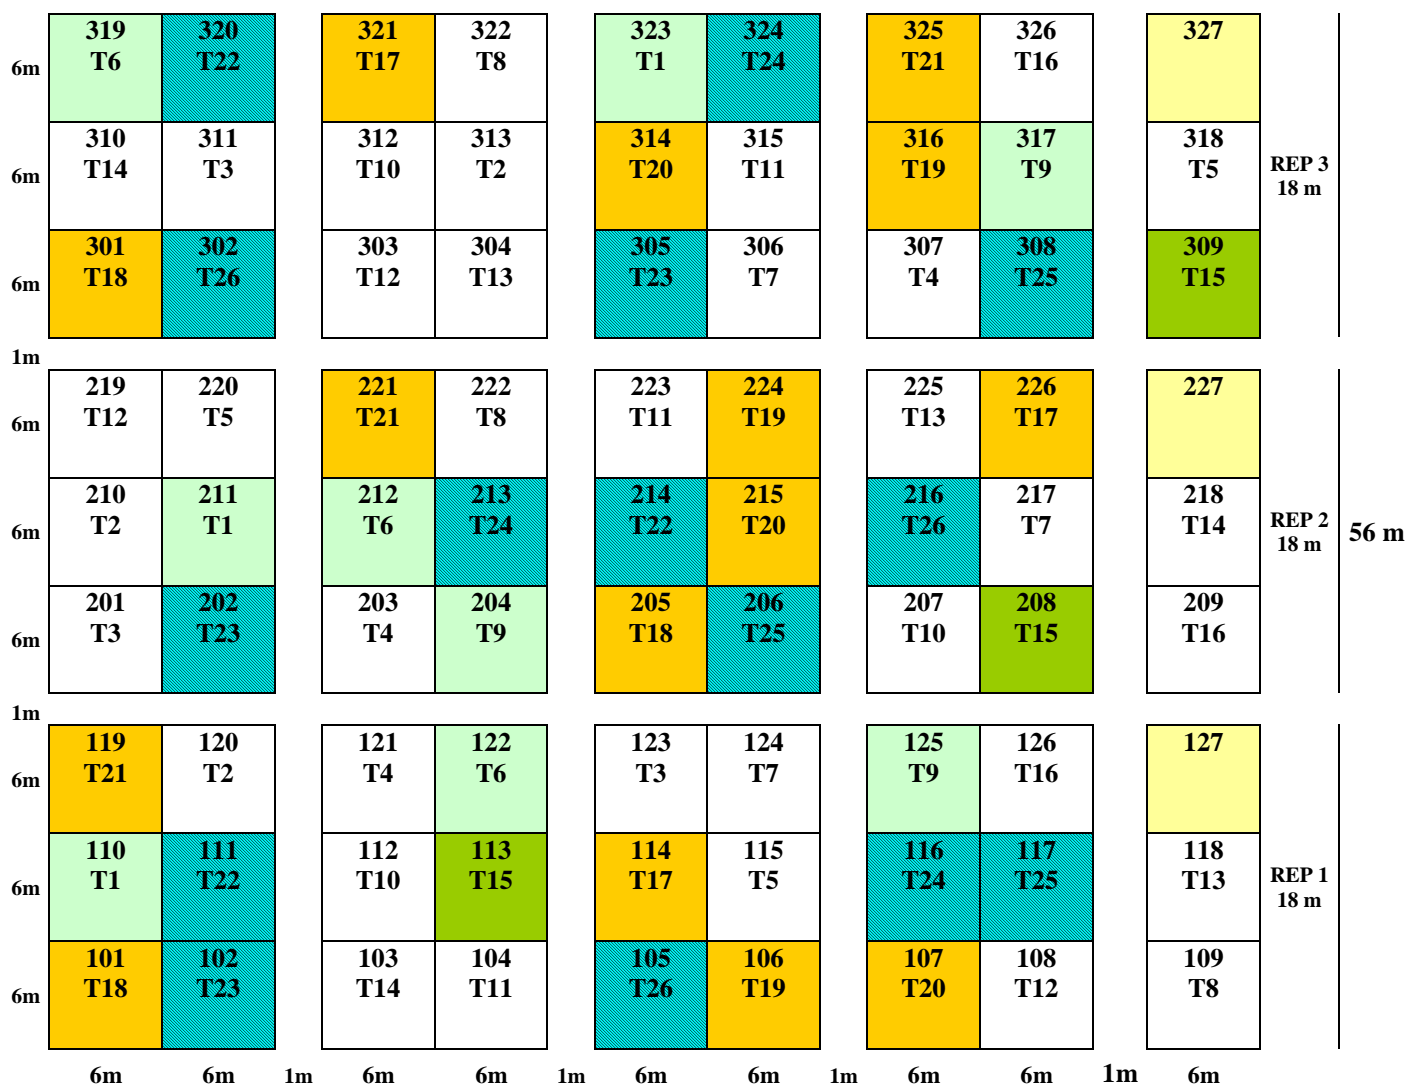 319 320 321 322 323 324 325 326 327
6m T6 T22 T17 T8 T1 T24 T21 T16
310 311 312 313 314 315 316 317 318
6m T14 T3 T10 T2 T20 T11 T19 T9 T5 REP 3
18 m
301 302 303 304 305 306 307 308 309
6m T18 T26 T12 T13 T23 T7 T4 T25 T15
1m
219 220 221 222 223 224 225 226 227
6m T12 T5 T21 T8 T11 T19 T13 T17
210 211 212 213 214 215 216 217 218
6m T2 T1 T6 T24 T22 T20 T26 T7 T14 REP 2 56 m
18 m
201 202 203 204 205 206 207 208 209
6m T3 T23 T4 T9 T18 T25 T10 T15 T16
1m
119 120 121 122 123 124 125 126 127
6m T21 T2 T4 T6 T3 T7 T9 T16
110 111 112 113 114 115 116 117 118
6m T1 T22 T10 T15 T17 T5 T24 T25 T13 REP 1
18 m
101 102 103 104 105 106 107 108 109
6m T18 T23 T14 T11 T26 T19 T20 T12 T8
6m 6m 1m 6m 6m 1m 6m 6m 1m 6m 6m 1m 6m